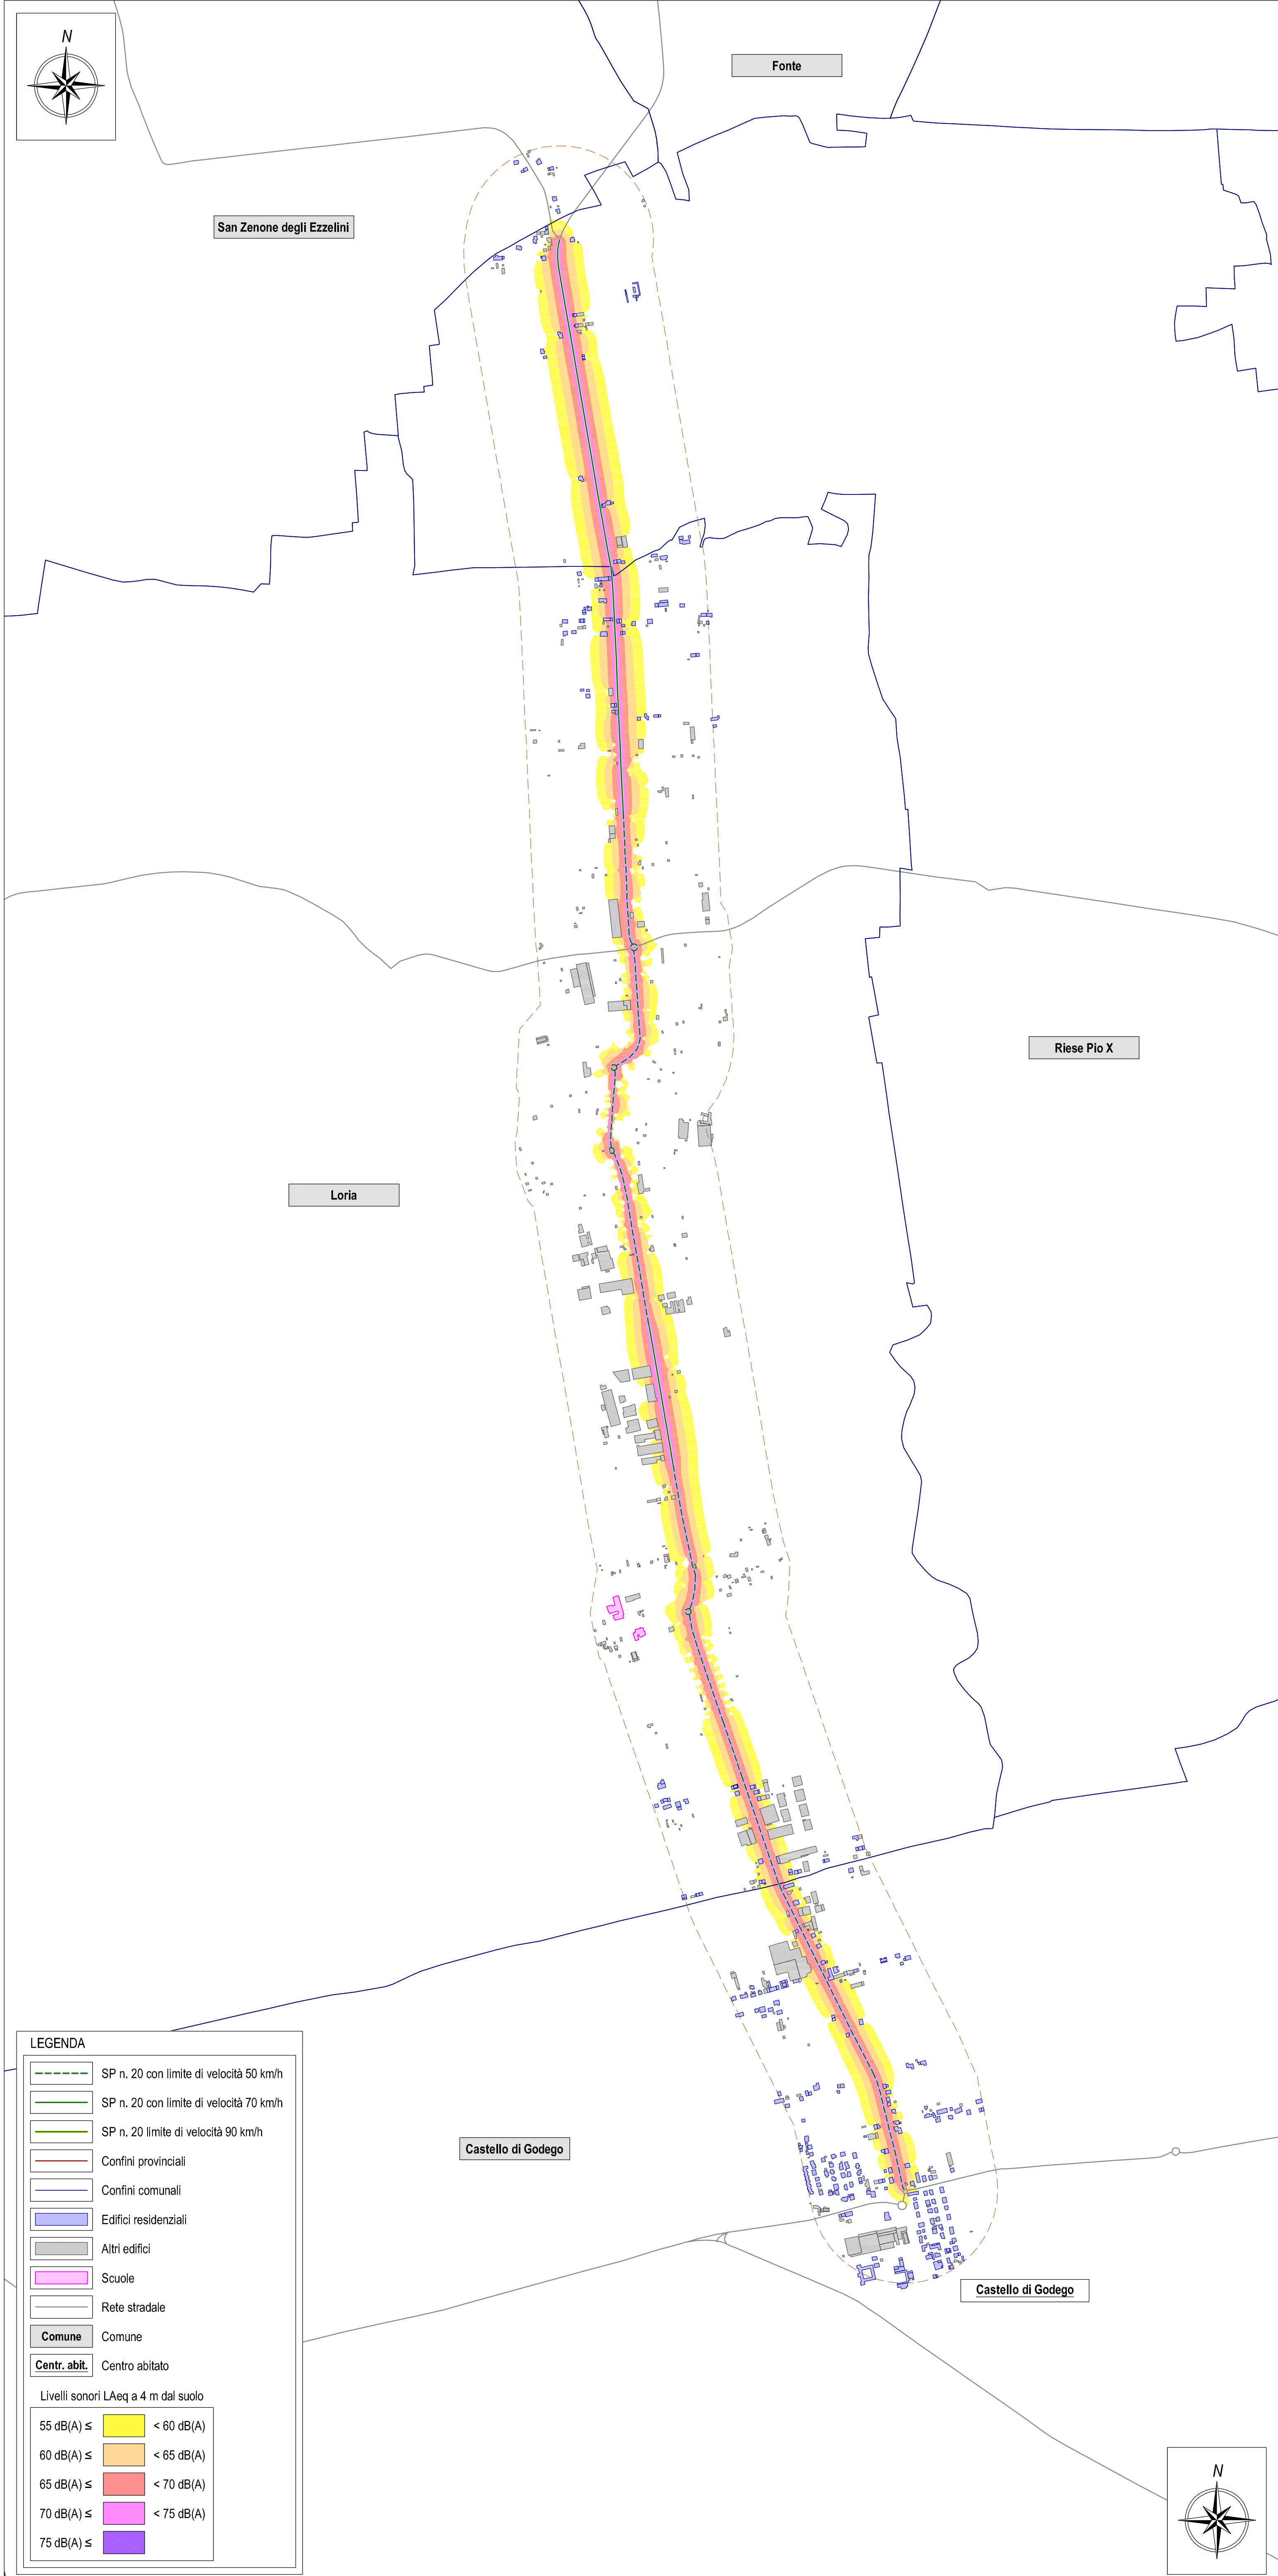 N
Fonte
San Zenone degli Ezzelini
Riese Pio X
Loria
Castello di Godego
Castello di Godego
LEGENDA
SP n. 20 con limite di velocità 50 km/h
SP n. 20 con limite di velocità 70 km/h
SP n. 20 limite di velocità 90 km/h
Confini provinciali
Confini comunali
Edifici residenziali
Altri edifici
Scuole
Rete stradale
Comune Comune
Centr. abit. Centro abitato
Livelli sonori LAeq a 4 m dal suolo
55 dB(A) ≤ < 60 dB(A)
60 dB(A) ≤ < 65 dB(A)
65 dB(A) ≤ < 70 dB(A)
70 dB(A) ≤ < 75 dB(A)
75 dB(A) ≤
N